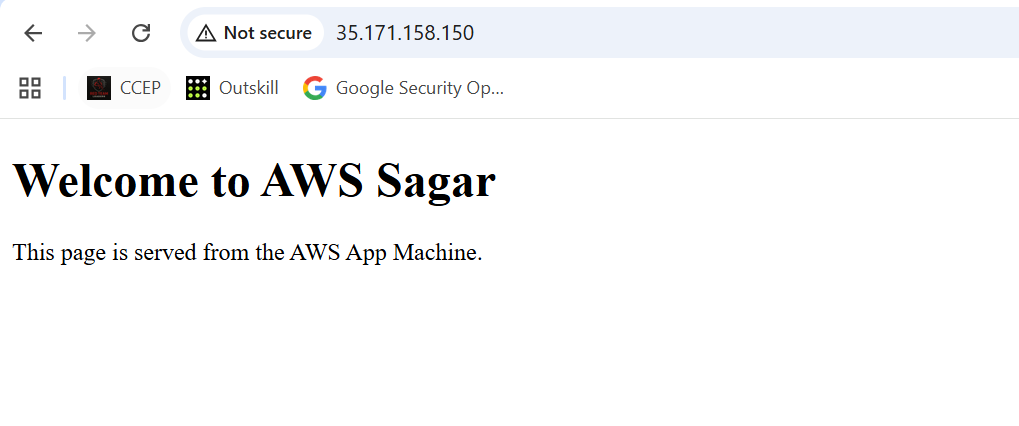 Not secure 35.171.158.150
CCEP Outskill Google Security Op...
Welcome to AWS Sagar
This page is served from the AWS App Machine.